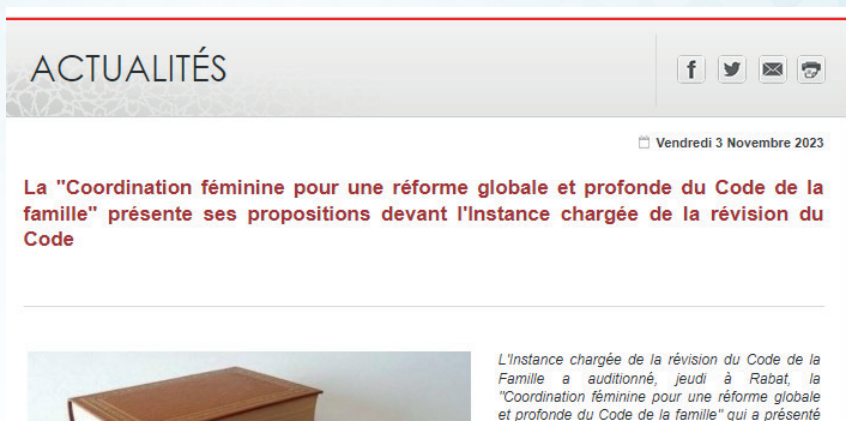 ACTUALITÉS
Vendredi 3 Novembre 2023
La "Coordination féminine pour une réforme globale et profonde du Code de la
famille" présente ses propositions devant l'Instance chargée de la révision du
Code
L'Instance chargée de la révision du Code de la
Famille a auditionné, jeudi à Rabat, la
"Coordination féminine pour une réforme globale
et profonde du Code de la famille" qui a présenté